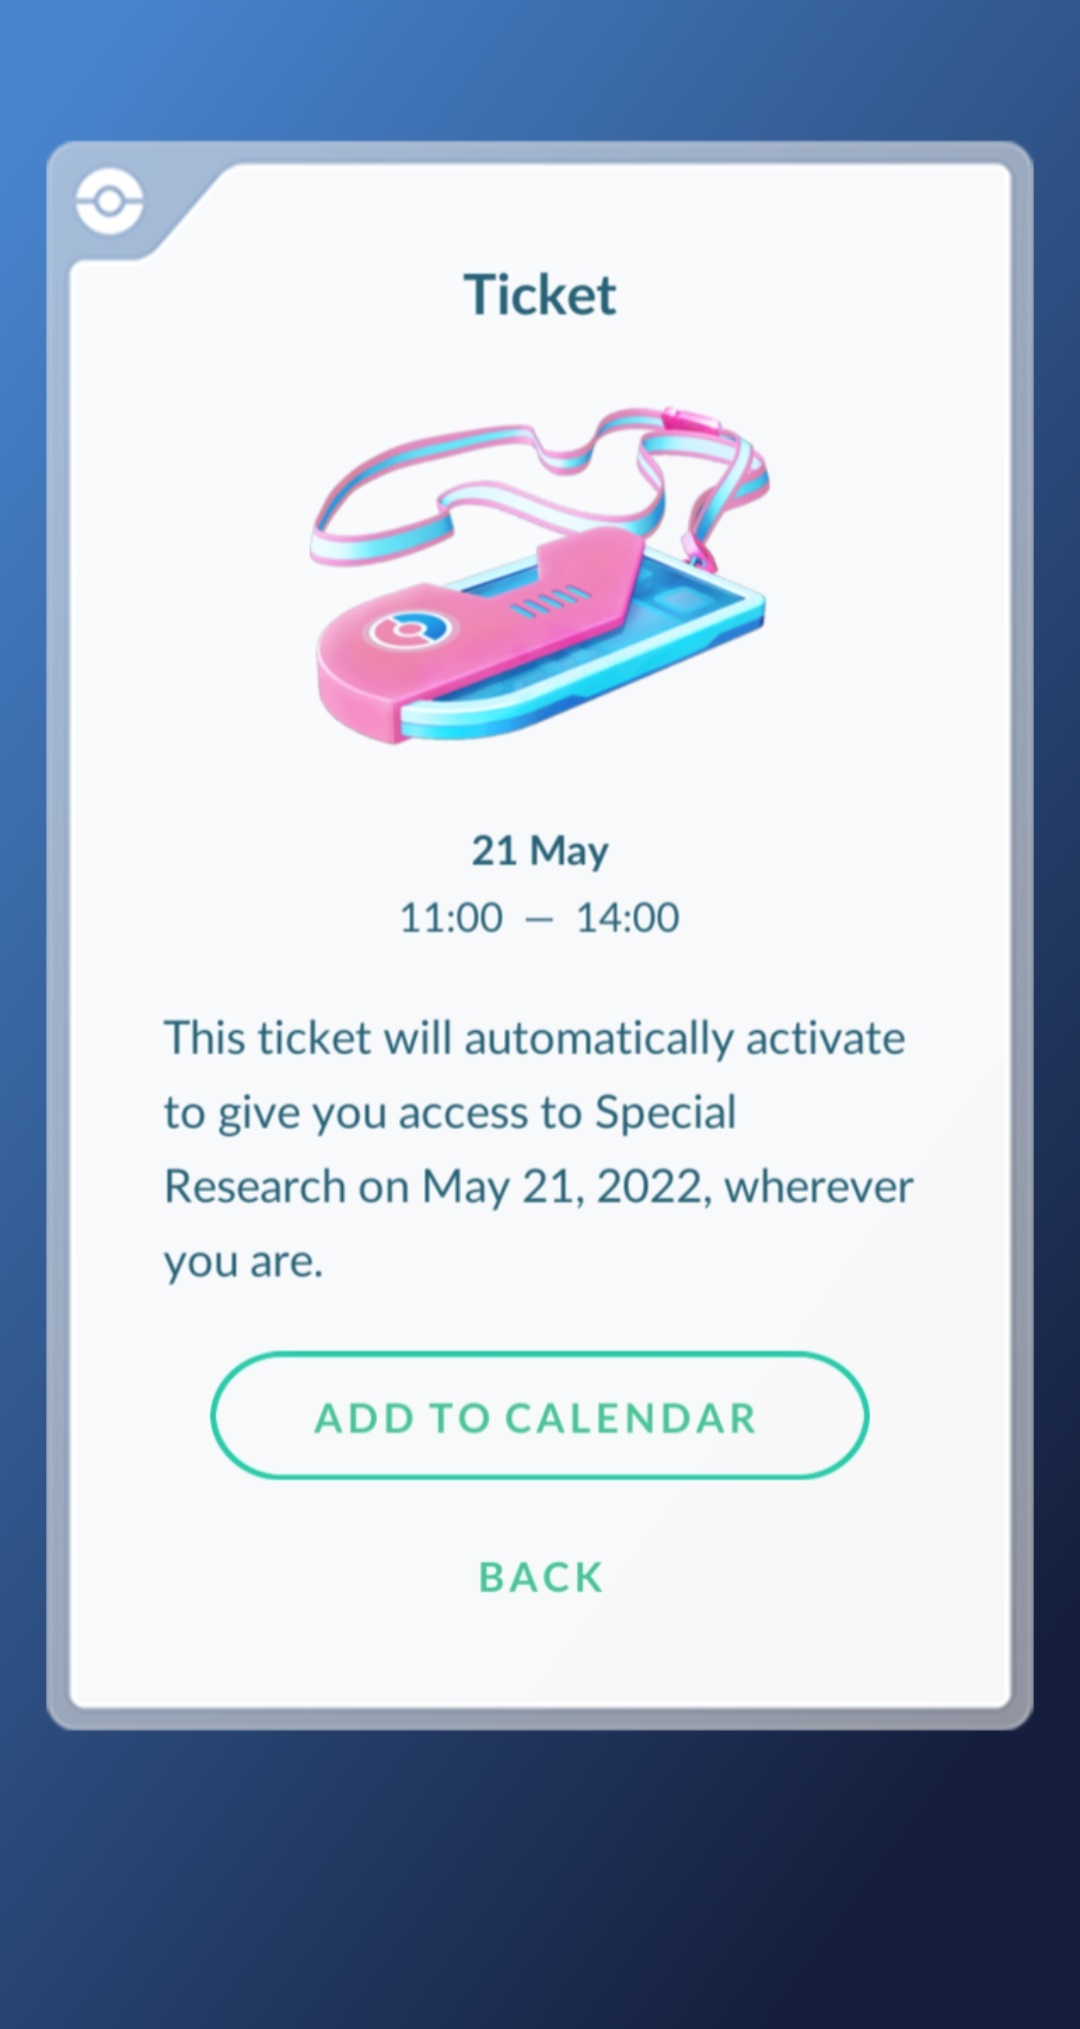 Ticket
21 May
11:00 — 14:00
This ticket will automatically activate
to give you access to Special
Research on May 21, 2022, wherever
you are.
ADD TO CALENDAR
BACK